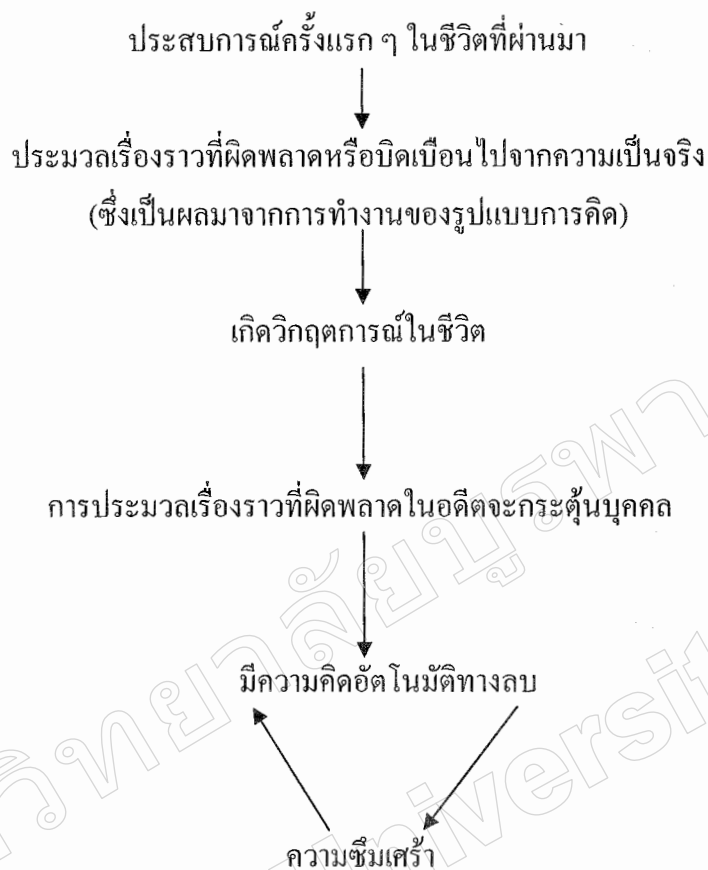 ประสบการณ์ครั้งแรก ๆ ในชีวิตที่ผ่านมา
ประมวลเรื่องราวที่ผิดพลาดหรือบิดเบือนไปจากความเป็นจริง
(ซึ่งเป็นผลมาจากการทำงานของรูปแบบการคิด)
เกิดวิกฤตการณ์ในชีวิต
การประมวลเรื่องราวที่ผิดพลาดในอดีตจะกระตุ้นบุคคล
มีความคิดอัตโนมัติทางลบ
ความซึมเศร้า